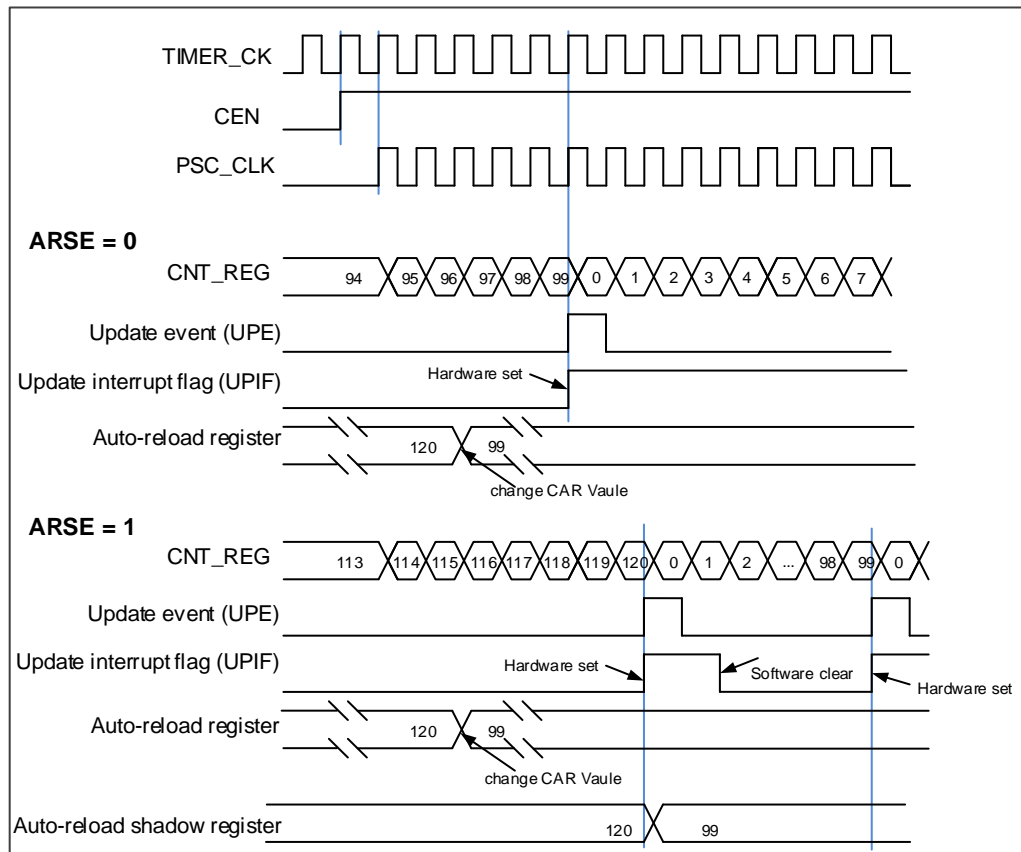 TIMER_CK
CEN
PSC_CLK
ARSE = 0
CNT_REG 94 95 96 97 98 99 0 1 2 3 4 5 6 7
Update event (UPE)
Update interrupt flag (UPIF) Hardware set
Auto-reload register 120 99
change CAR Vaule
ARSE = 1
CNT_REG 113 114 115 116 117 118 119 120 0 1 2 ... 98 99 0
Update event (UPE)
Update interrupt flag (UPIF) Hardware set Software clear Hardware set
Auto-reload register 120 99
change CAR Vaule
Auto-reload shadow register 120 99